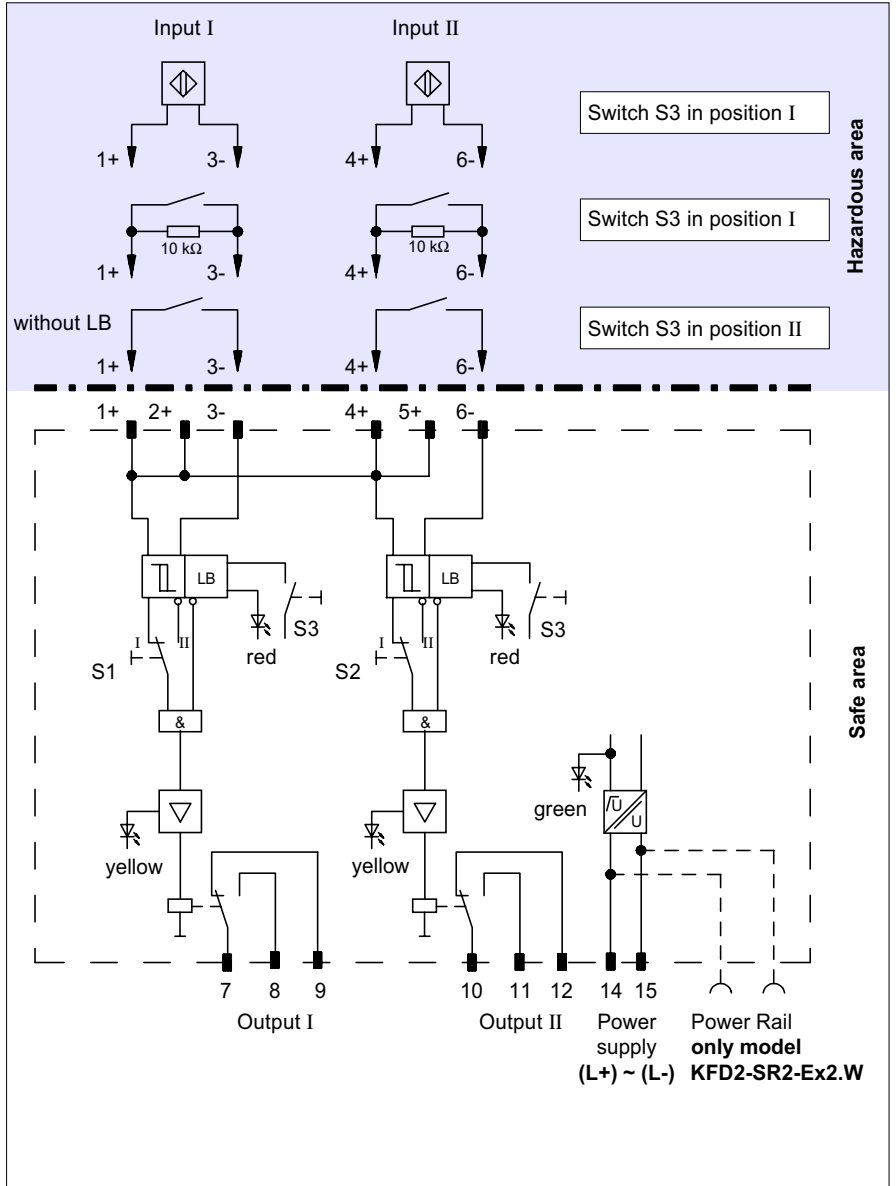 Input I Input II
Switch S3 in position I
1+ 3- 4+ 6-
Switch S3 in position I
10 kΩ 10 kΩ
1+ 3- 4+ 6-
without LB
Switch S3 in position II
1+ 3- 4+ 6-
Hazardous area
1+ 2+ 3- 4+ 5+ 6-
LB LB
I II S3 I II S3
S1 red S2 red
& &
Safe area
green U U
yellow yellow
7 8 9 10 11 12 14 15
Output I Output II Power Power Rail
supply only model
(L+) ~ (L-) KFD2-SR2-Ex2.W